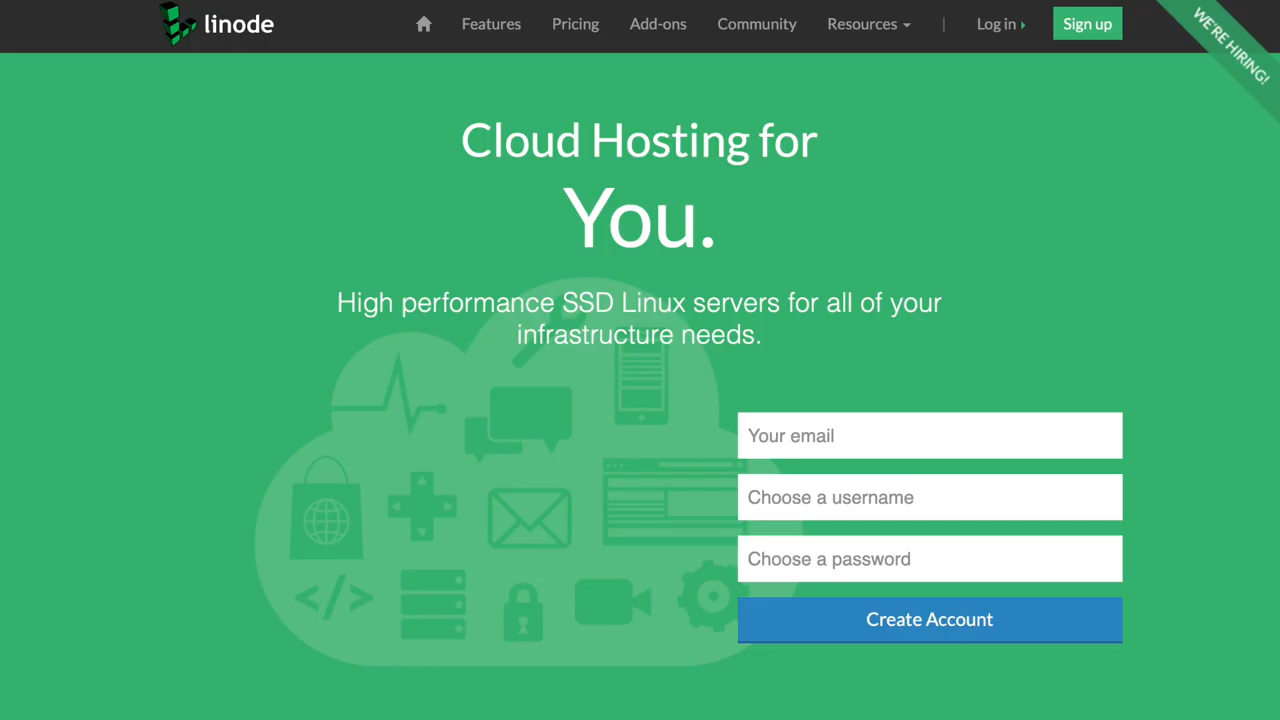 linode
Features
Pricing
Add-ons
Community
Resources
|
Log in
Sign up
WE'RE HIRING!
Cloud Hosting for
You.
High performance SSD Linux servers for all of your
infrastructure needs.
Your email
Choose a username
Choose a password
Create Account